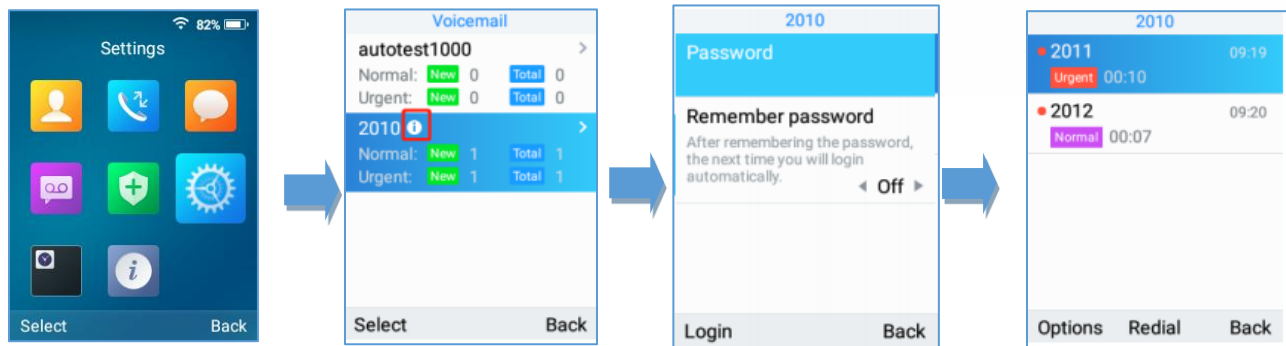 82%
Settings
Select Back
Voicemail
autotest1000
Normal: New 0 Total 0
Urgent: New 0 Total 0
2010
Normal: New 1 Total 1
Urgent: New 1 Total 1
Select Back
2010
Password
Remember password
After remembering the password,
the next time you will login
automatically.
Off
Login Back
2010
2011 09:19
Urgent 00:10
2012 09:20
Normal 00:07
Options Redial Back